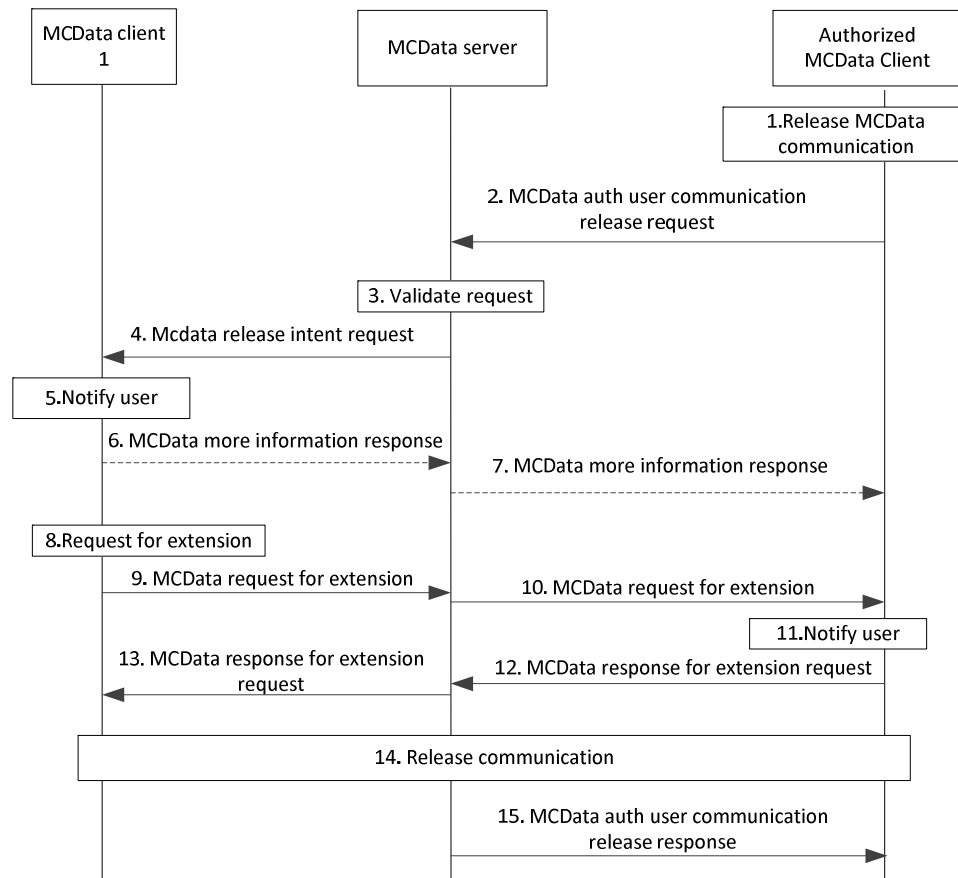 MCData client
1
MCData server
Authorized
MCData Client
1.Release MCData
communication
2. MCData auth user communication
release request
3. Validate request
4. Mcdata release intent request
5.Notify user
6. MCData more information response
7. MCData more information response
8.Request for extension
9. MCData request for extension
10. MCData request for extension
11.Notify user
12. MCData response for extension request
13. MCData response for extension
request
14. Release communication
15. MCData auth user communication
release response